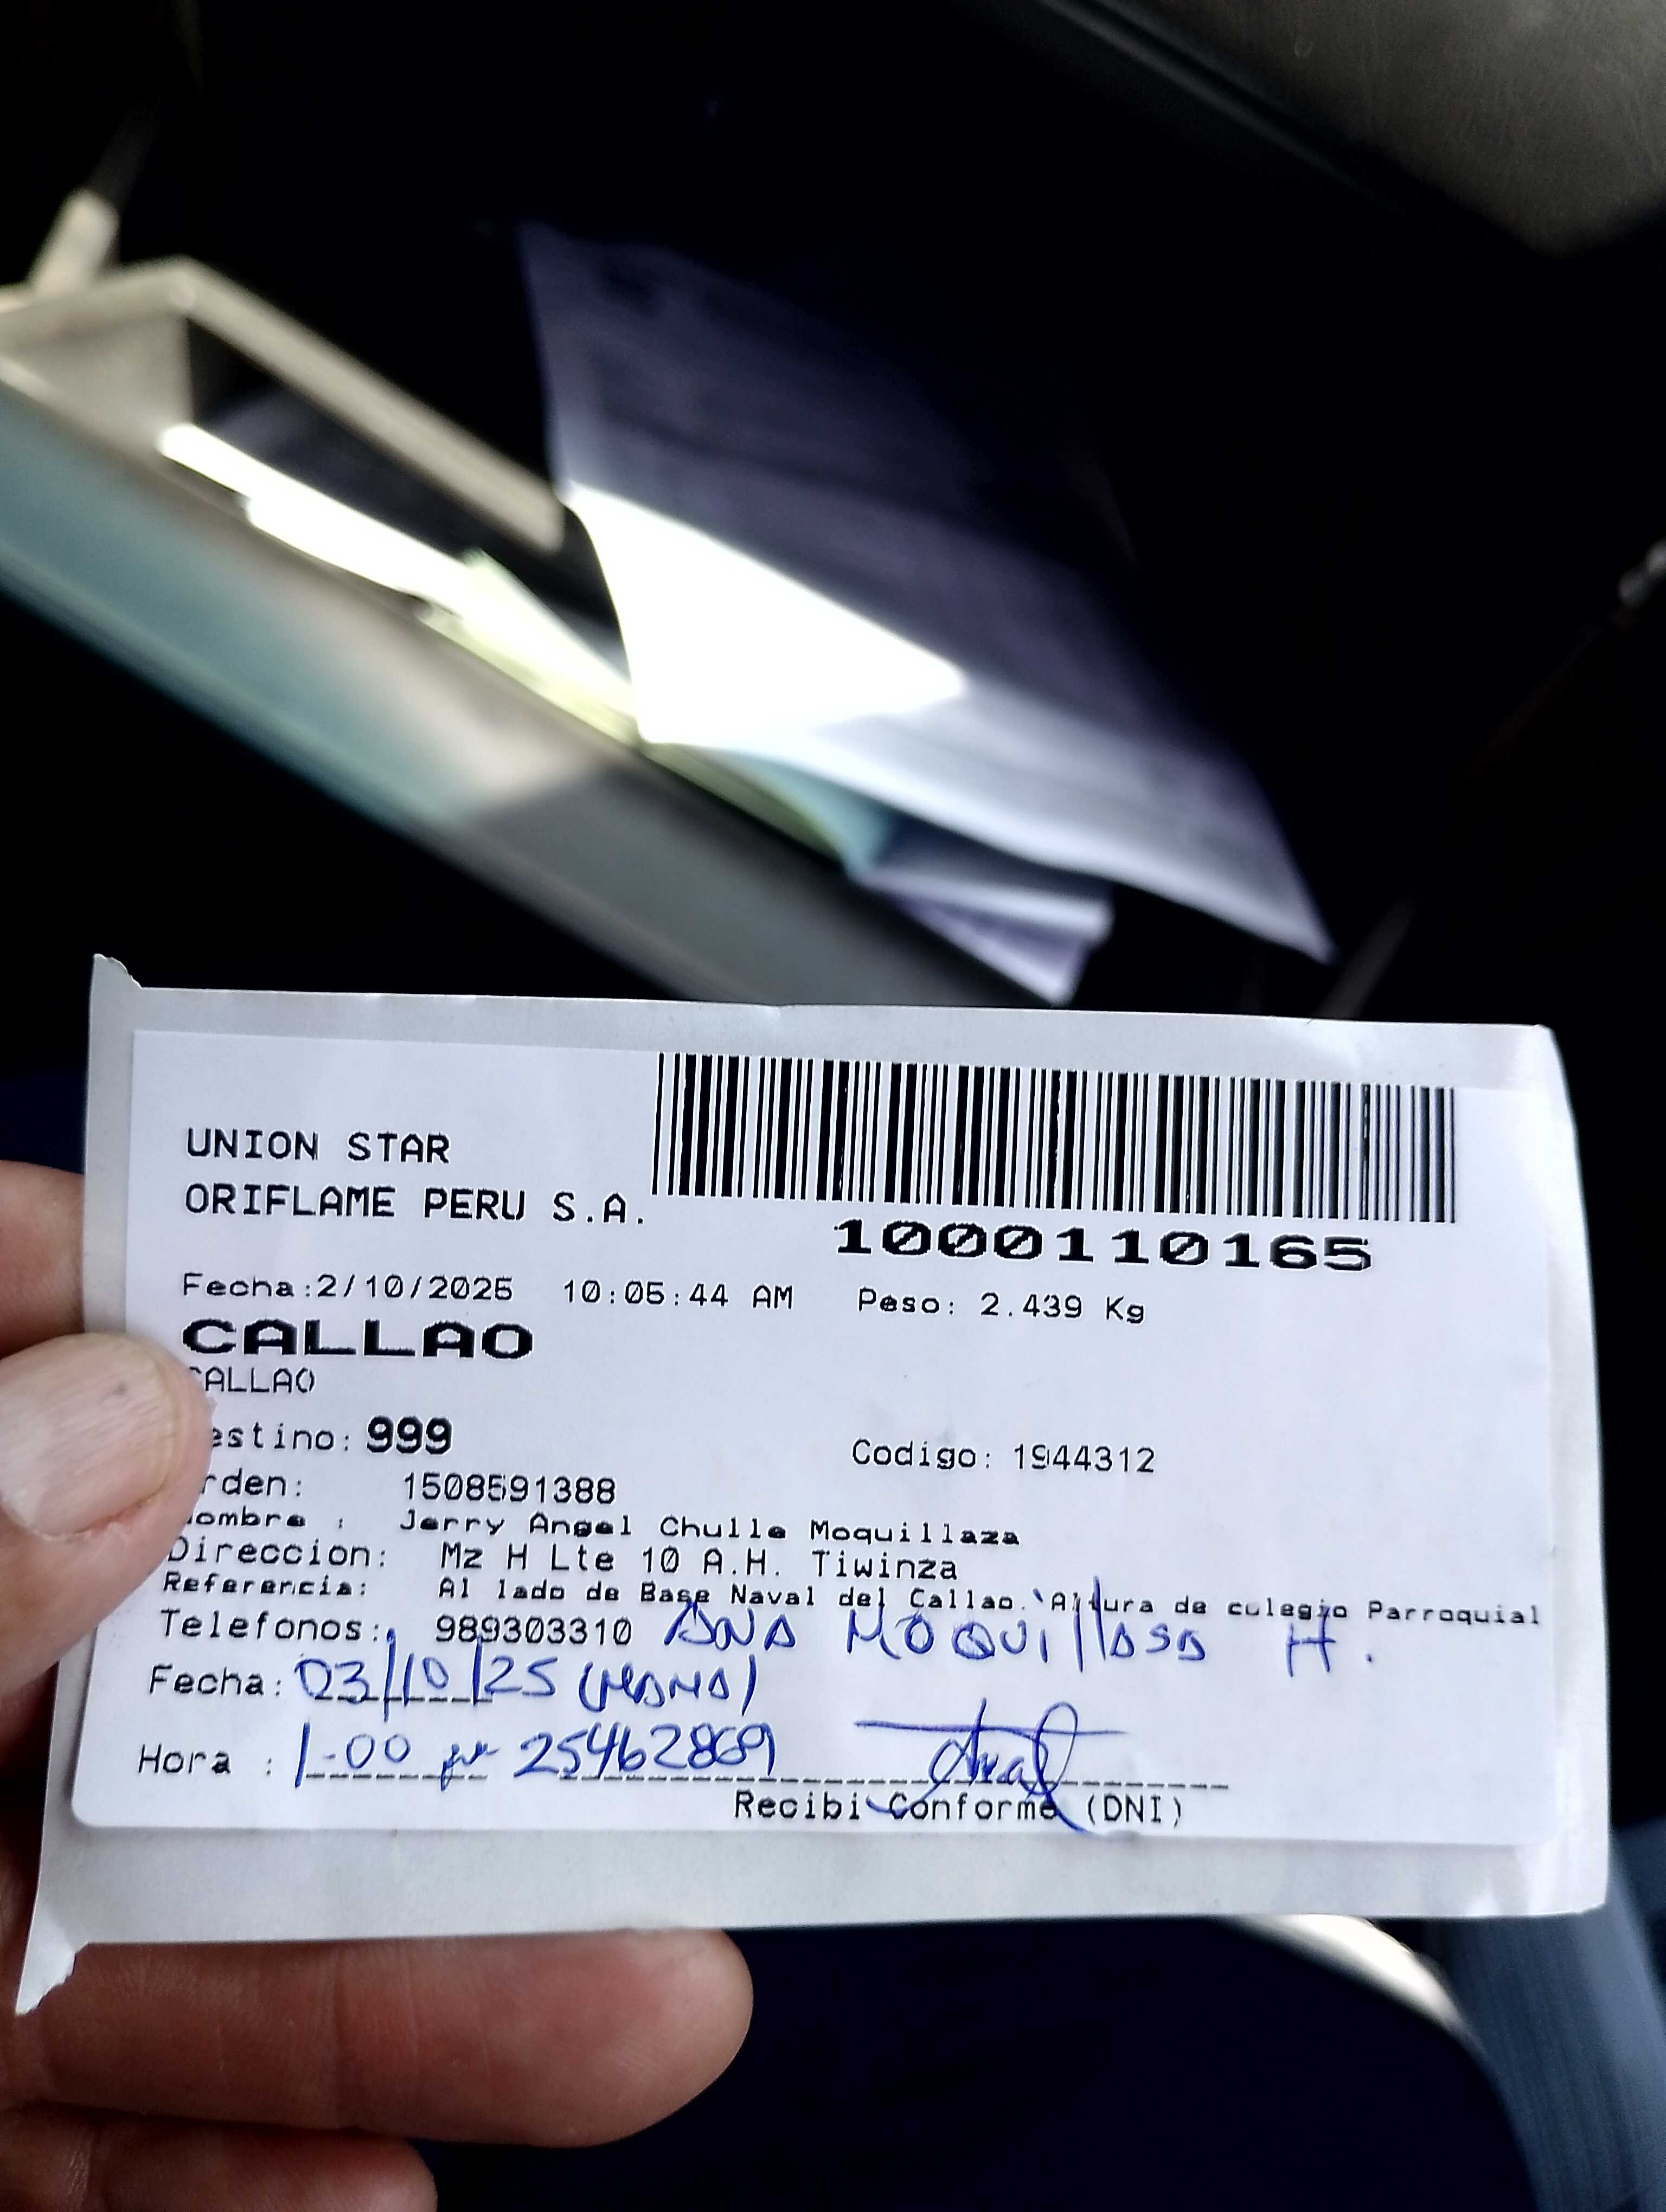 UNION STAR
ORIFLAME PERU S.A.
1000110165
Fecha:2/10/2025 10:05:44 AM Peso: 2.439 Kg
CALLAO
CALLAO
estino: 999 Codigo: 1944312
rden: 1508591388
ombre : Jerry Angel Chulle Moquillaza
Direccion: Mz H Lte 10 A.H. Tiwinza
Referencia: Al lado de Base Naval del Callao. Altura de colegio Parroquial
Telefonos: 989303310 ANA MOQUILLASA H.
Fecha: 03/10/25 (MAMA)
Hora : 1-00 pm 25462869
Recibi Conforme (DNI)